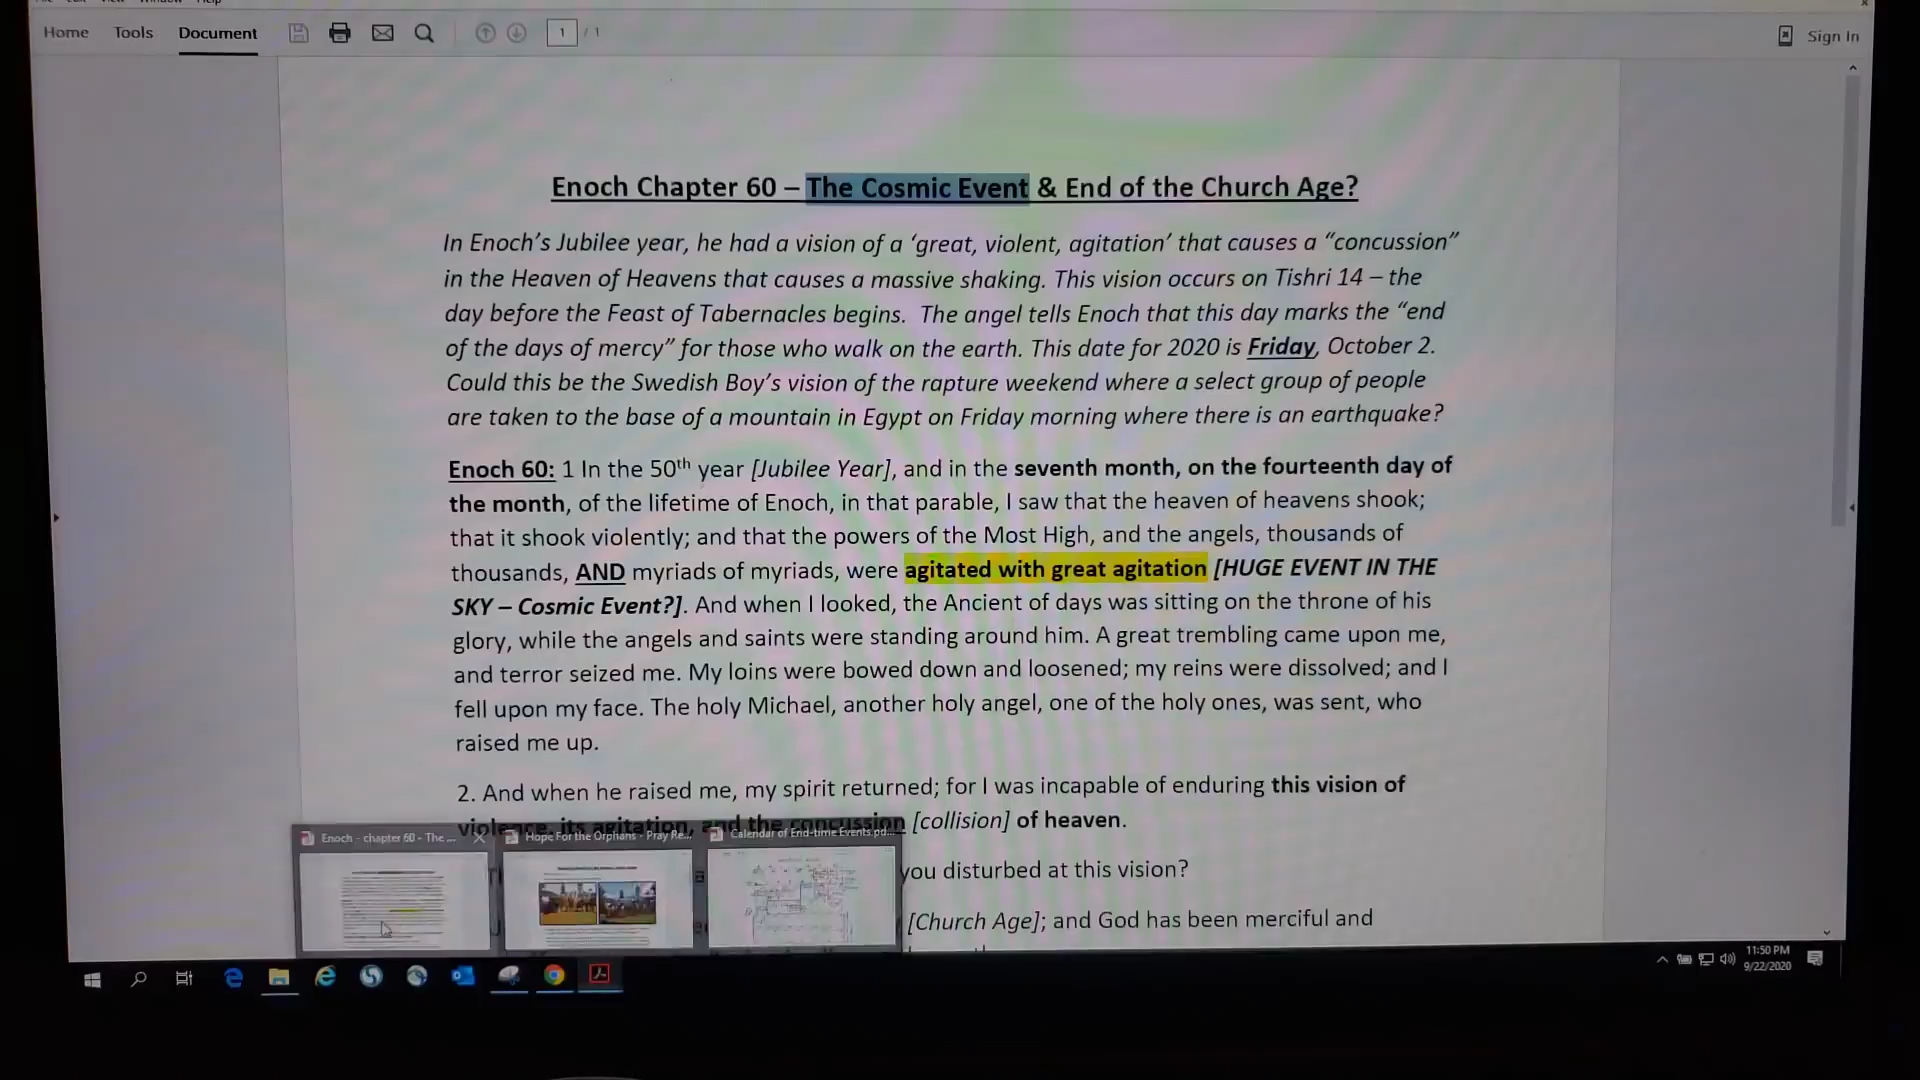 Home Tools Document 1 / 1 Sign In
Enoch Chapter 60 – The Cosmic Event & End of the Church Age?
In Enoch's Jubilee year, he had a vision of a 'great, violent, agitation' that causes a “concussion”
in the Heaven of Heavens that causes a massive shaking. This vision occurs on Tishri 14 – the
day before the Feast of Tabernacles begins.  The angel tells Enoch that this day marks the “end
of the days of mercy” for those who walk on the earth. This date for 2020 is Friday, October 2.
Could this be the Swedish Boy's vision of the rapture weekend where a select group of people
are taken to the base of a mountain in Egypt on Friday morning where there is an earthquake?
Enoch 60: 1 In the 50th year [Jubilee Year], and in the seventh month, on the fourteenth day of
the month, of the lifetime of Enoch, in that parable, I saw that the heaven of heavens shook;
that it shook violently; and that the powers of the Most High, and the angels, thousands of
thousands, AND myriads of myriads, were agitated with great agitation [HUGE EVENT IN THE
SKY – Cosmic Event?]. And when I looked, the Ancient of days was sitting on the throne of his
glory, while the angels and saints were standing around him. A great trembling came upon me,
and terror seized me. My loins were bowed down and loosened; my reins were dissolved; and I
fell upon my face. The holy Michael, another holy angel, one of the holy ones, was sent, who
raised me up.
2. And when he raised me, my spirit returned; for I was incapable of enduring this vision of
violence, its agitation, and the concussion [collision] of heaven.
Enoch - chapter 60 - The ... Hope For the Orphans - Pray Re... Calendar of End-time Events.pd...
you disturbed at this vision?
[Church Age]; and God has been merciful and
11:50 PM
9/22/2020